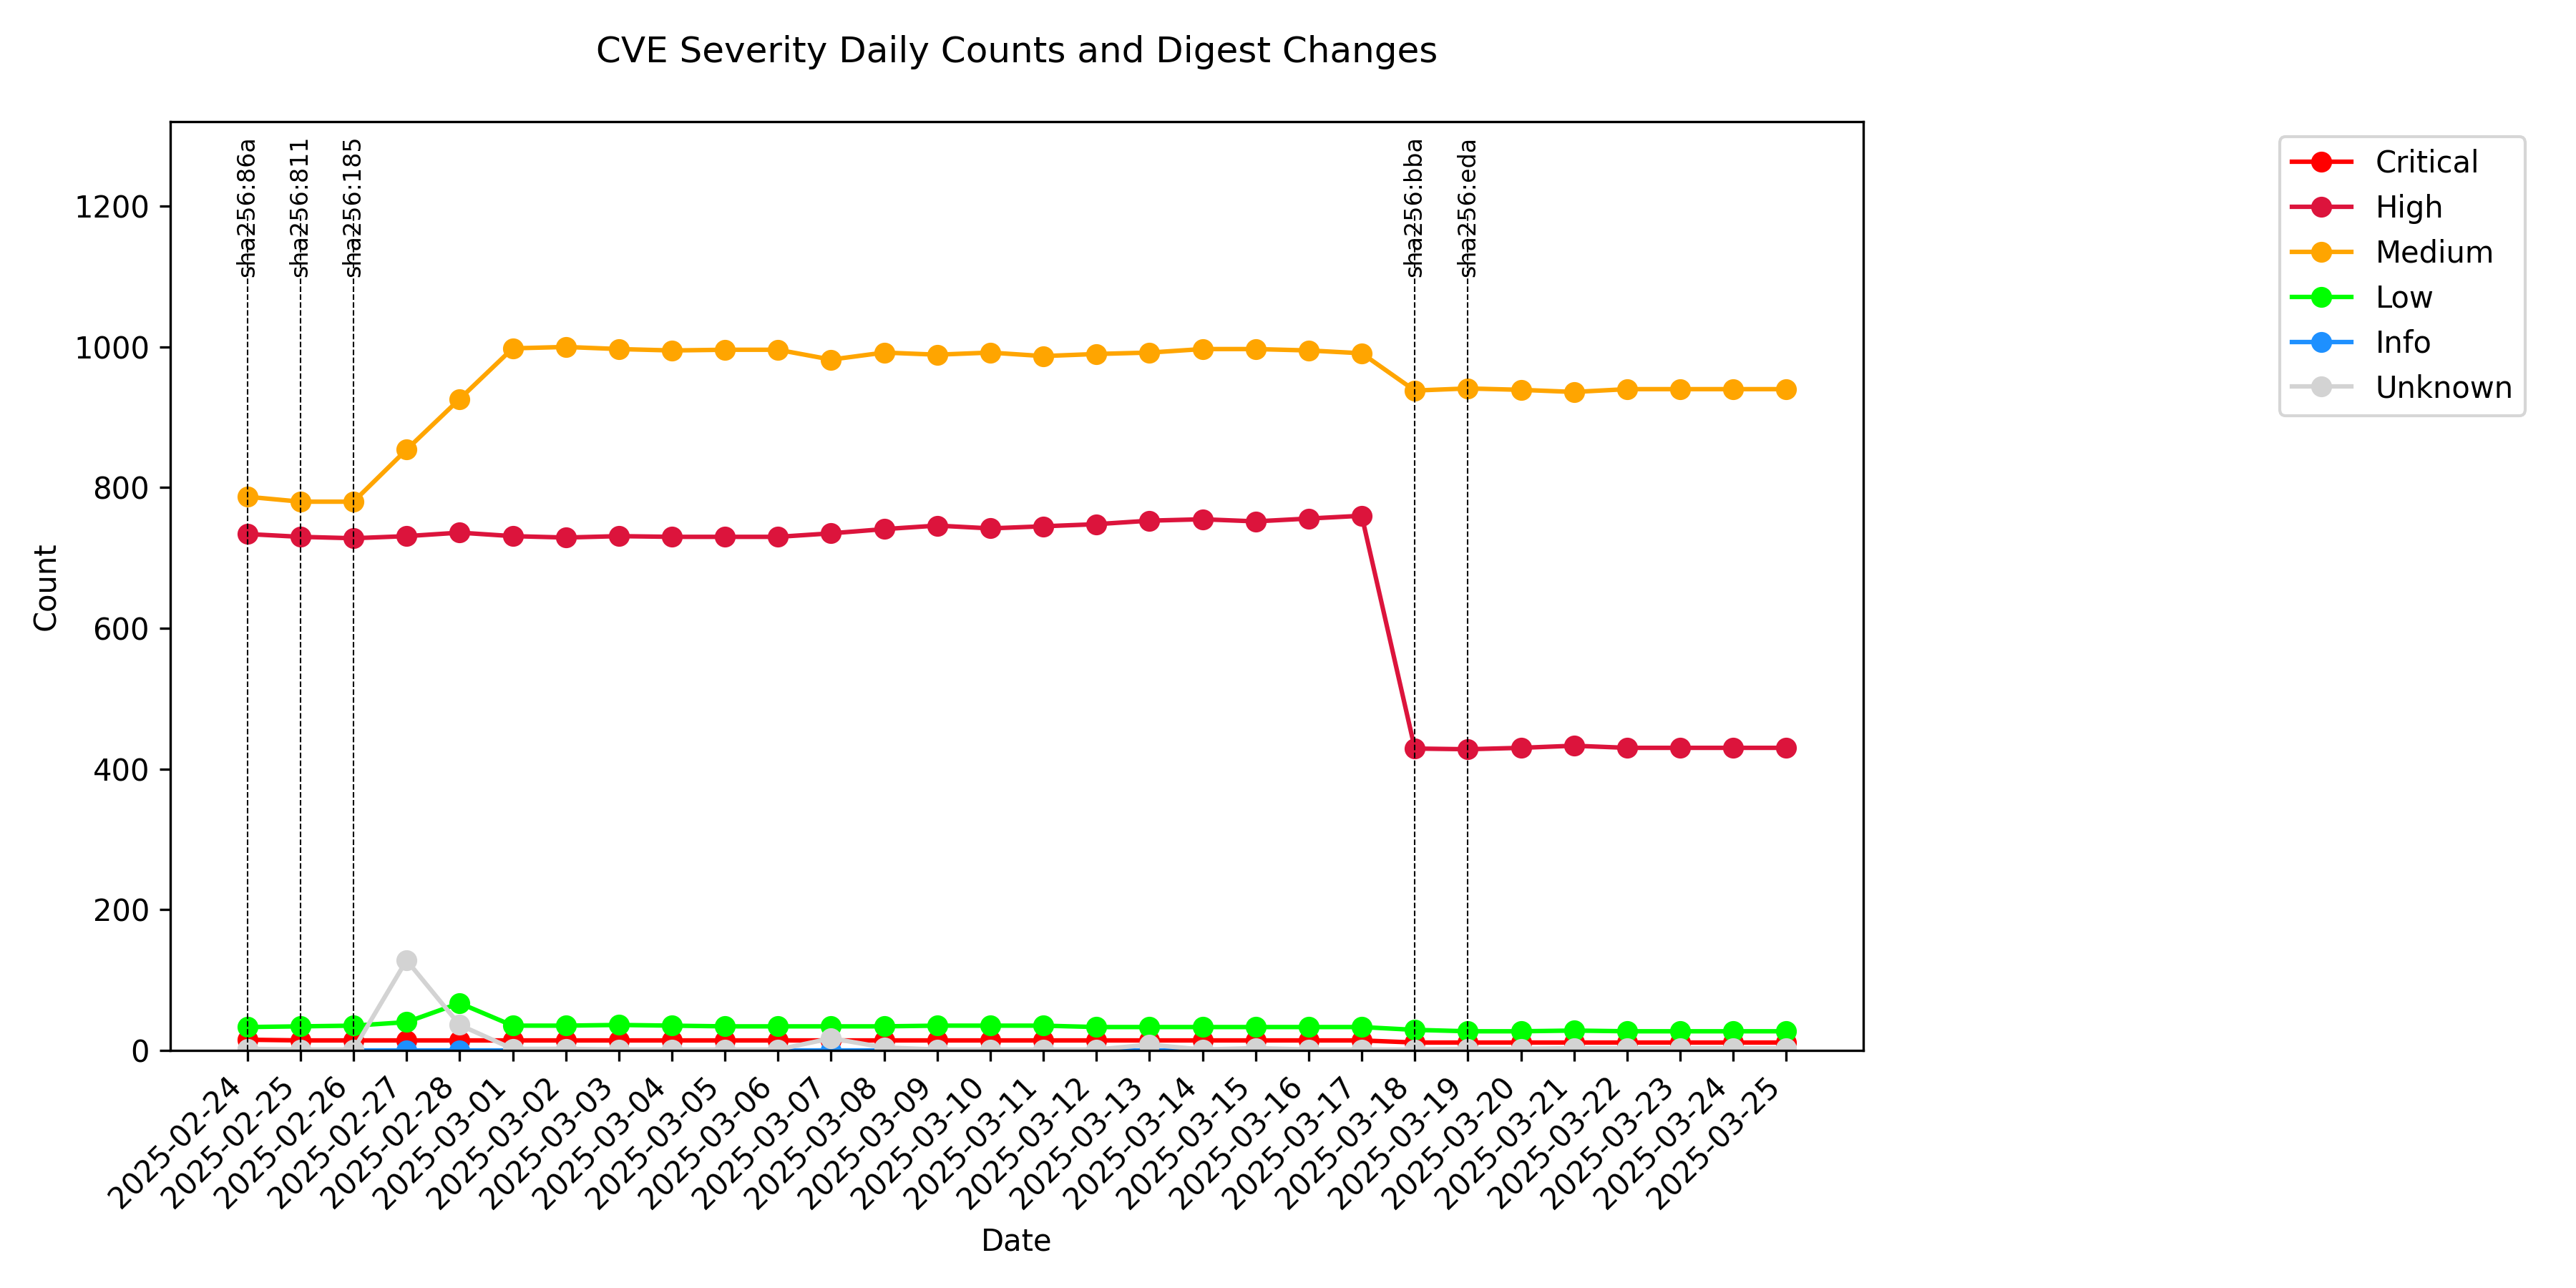 CVE Severity Daily Counts and Digest Changes
sha256:86a
sha256:811
sha256:185
sha256:bba
sha256:eda
Critical
High
Medium
Low
Info
Unknown
Count
1200
1000
800
600
400
200
0
2025-02-24
2025-02-25
2025-02-26
2025-02-27
2025-02-28
2025-03-01
2025-03-02
2025-03-03
2025-03-04
2025-03-05
2025-03-06
2025-03-07
2025-03-08
2025-03-09
2025-03-10
2025-03-11
2025-03-12
2025-03-13
2025-03-14
2025-03-15
2025-03-16
2025-03-17
2025-03-18
2025-03-19
2025-03-20
2025-03-21
2025-03-22
2025-03-23
2025-03-24
2025-03-25
Date